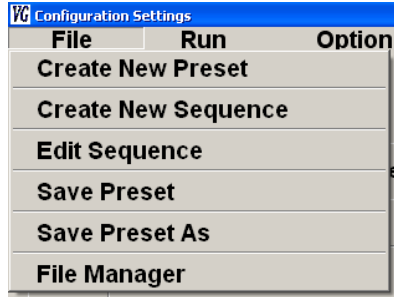 VG Configuration Settings
File Run Option
Create New Preset
Create New Sequence
Edit Sequence
Save Preset
Save Preset As
File Manager